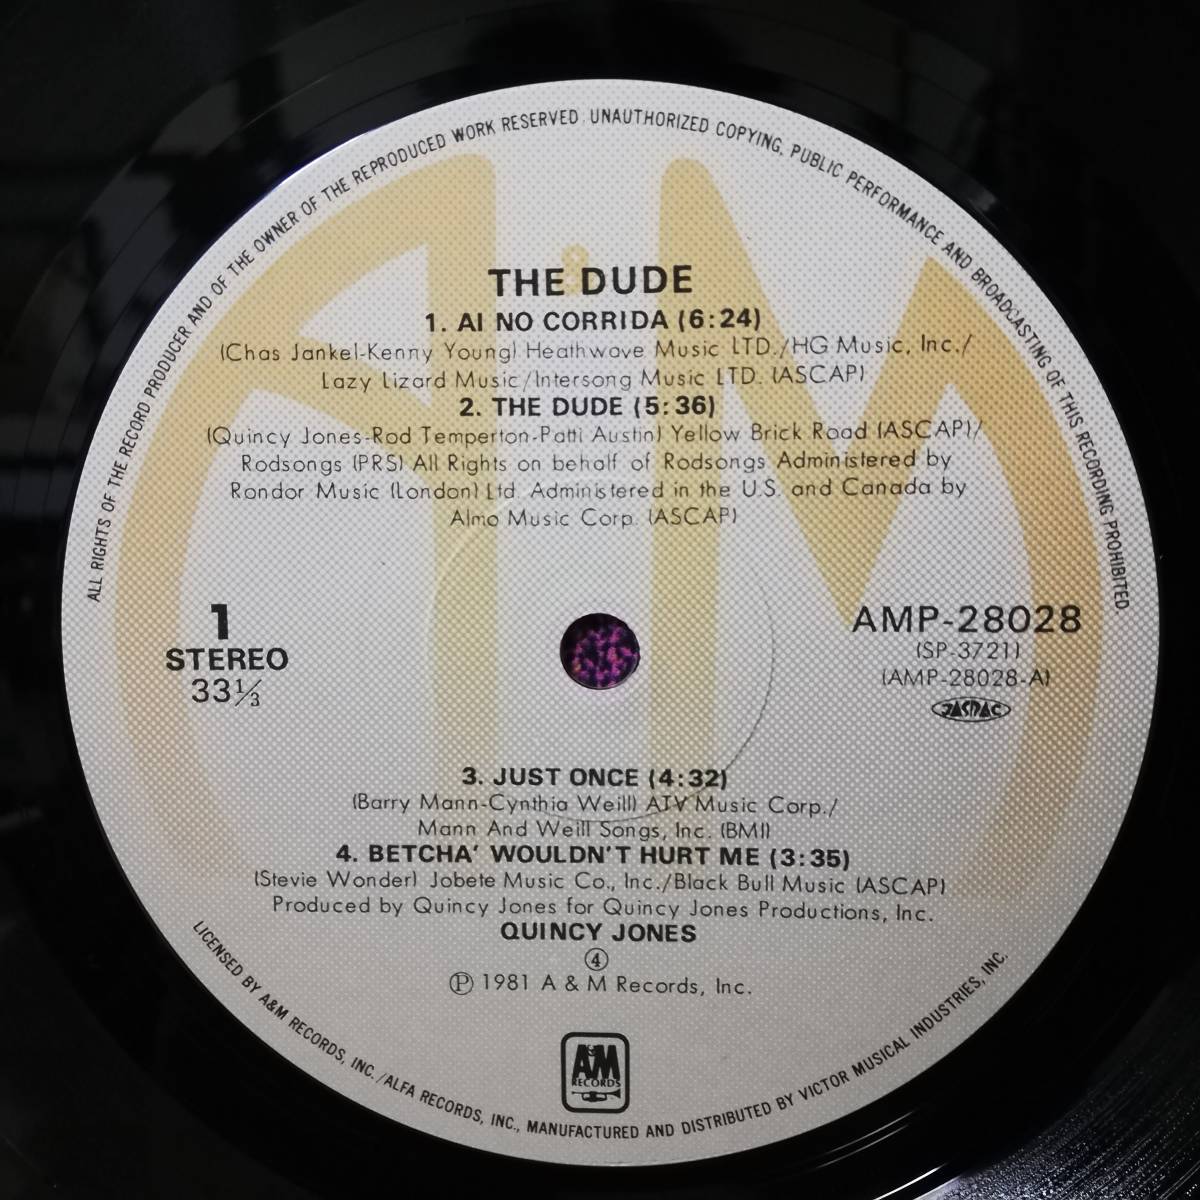 ALL RIGHTS OF THE RECORD PRODUCER AND OF THE OWNER OF THE REPRODUCED WORK RESERVED UNAUTHORIZED COPYING, PUBLIC PERFORMANCE AND BROADCASTING OF THIS RECORDING PROHIBITED
THE DUDE
1. AI NO CORRIDA (6:24)
(Chas Jankel-Kenny Young) Heathwave Music LTD./HG Music, Inc./
Lazy Lizard Music/Intersong Music LTD. (ASCAP)
2. THE DUDE (5:36)
(Quincy Jones-Rod Temperton-Patti Austin) Yellow Brick Road (ASCAP)/
Rodsongs (PRS) All Rights on behalf of Rodsongs Administered by
Rondor Music (London) Ltd. Administered in the U.S. and Canada by
Almo Music Corp. (ASCAP)
1
STEREO
33 1/3
AMP-28028
(SP-3721)
(AMP-28028-A)
JASRAC
3. JUST ONCE (4:32)
(Barry Mann-Cynthia Weill) ATV Music Corp./
Mann And Weill Songs, Inc. (BMI)
4. BETCHA' WOULDN'T HURT ME (3:35)
(Stevie Wonder) Jobete Music Co., Inc./Black Bull Music (ASCAP)
Produced by Quincy Jones for Quincy Jones Productions, Inc.
QUINCY JONES
④
Ⓟ 1981 A & M Records, Inc.
AM
RECORDS
LICENSED BY A&M RECORDS, INC./ALFA RECORDS, INC., MANUFACTURED AND DISTRIBUTED BY VICTOR MUSICAL INDUSTRIES, INC.